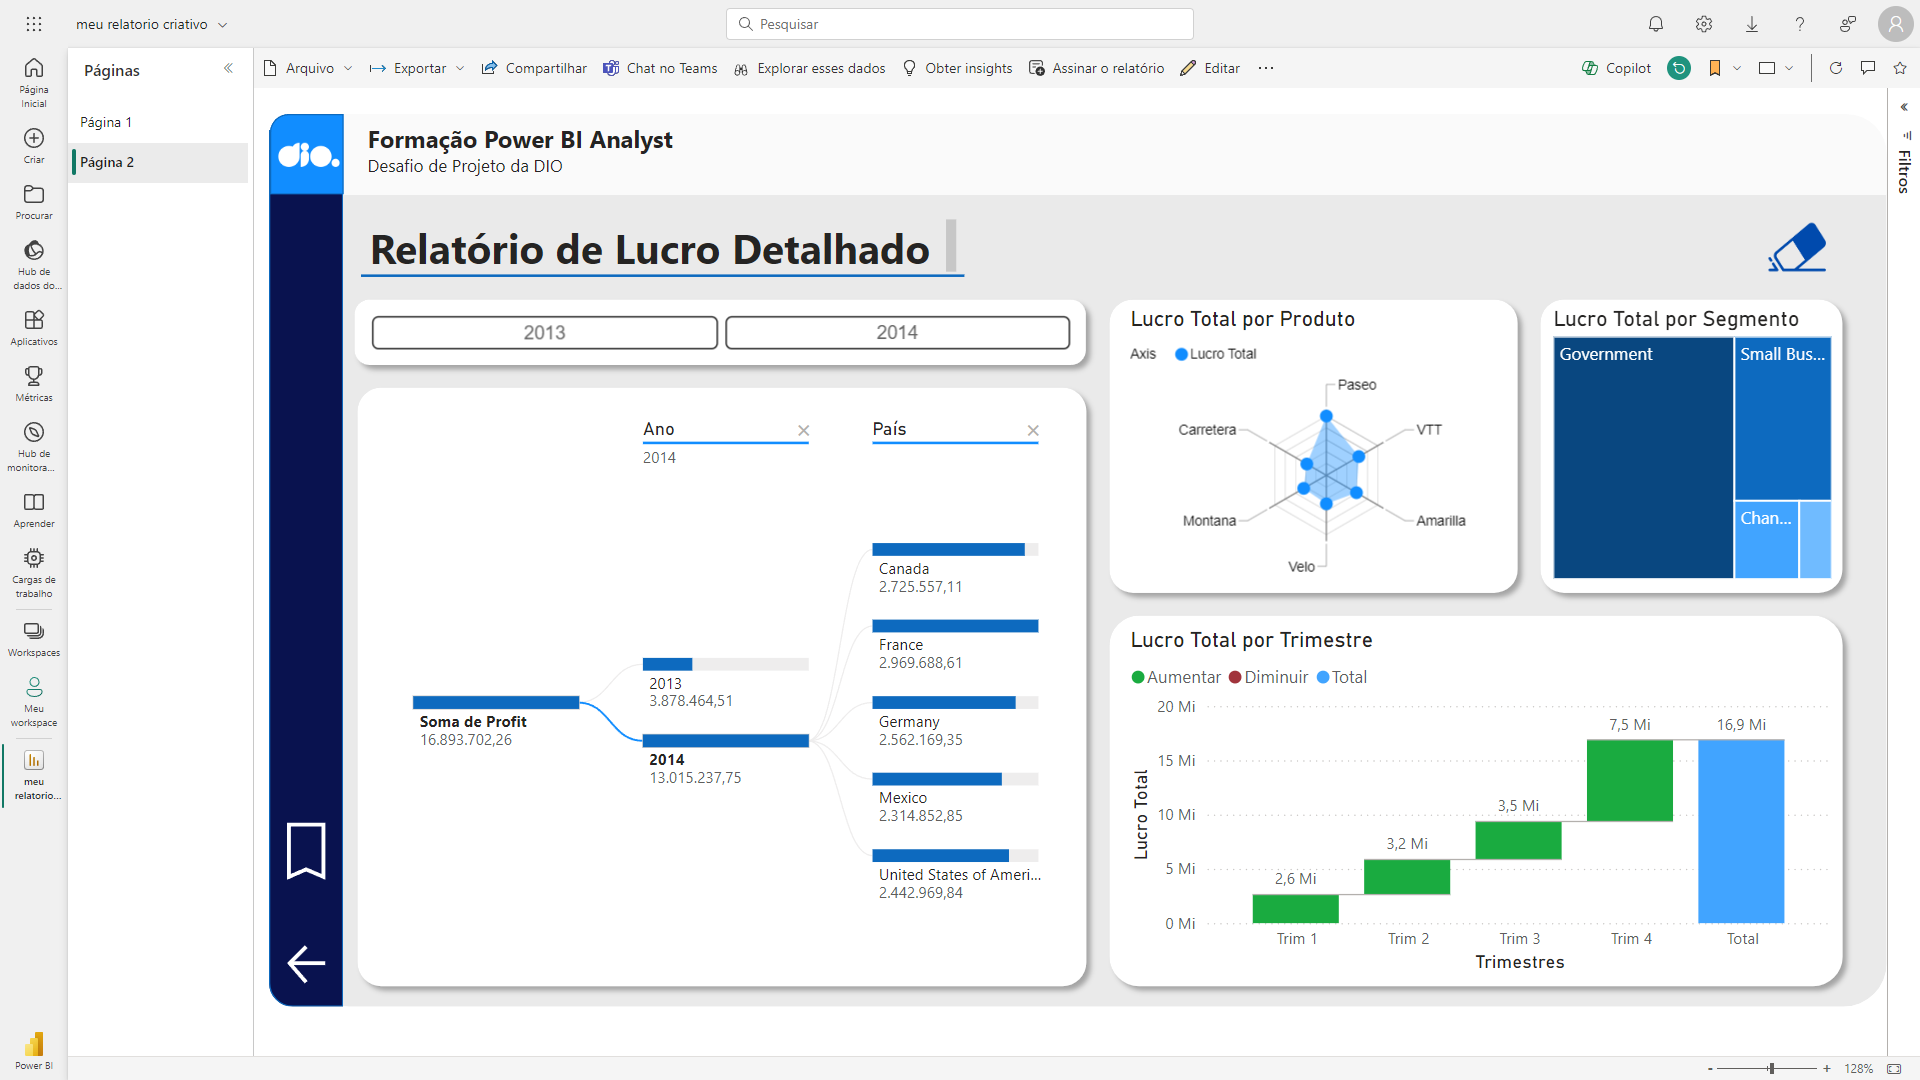 meu relatorio criativo
Pesquisar
Página
Inicial
Criar
Procurar
Hub de
dados do...
Aplicativos
Métricas
Hub de
monitora...
Aprender
Cargas de
trabalho
Workspaces
Meu
workspace
meu
relatorio...
Power BI
Páginas
Página 1
Página 2
Arquivo
Exportar
Compartilhar
Chat no Teams
Explorar esses dados
Obter insights
Assinar o relatório
Editar
Copilot
Filtros
dio.
Formação Power BI Analyst
Desafio de Projeto da DIO
Relatório de Lucro Detalhado
2013
2014
Ano
2014
País
Soma de Profit
16.893.702,26
2013
3.878.464,51
2014
13.015.237,75
Canada
2.725.557,11
France
2.969.688,61
Germany
2.562.169,35
Mexico
2.314.852,85
United States of Ameri...
2.442.969,84
Lucro Total por Produto
Axis
Lucro Total
Paseo
VTT
Amarilla
Velo
Montana
Carretera
Lucro Total por Segmento
Government
Small Bus...
Chan...
Lucro Total por Trimestre
Aumentar
Diminuir
Total
Lucro Total
20 Mi
15 Mi
10 Mi
5 Mi
0 Mi
2,6 Mi
3,2 Mi
3,5 Mi
7,5 Mi
16,9 Mi
Trim 1
Trim 2
Trim 3
Trim 4
Total
Trimestres
- + 128%